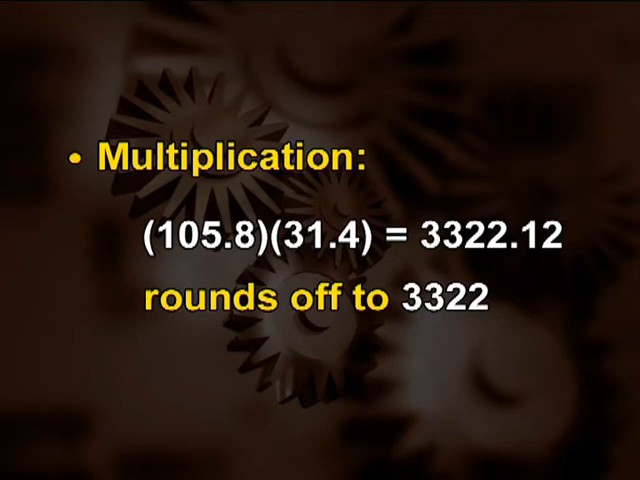 • Multiplication:
(105.8)(31.4) = 3322.12
rounds off to 3322